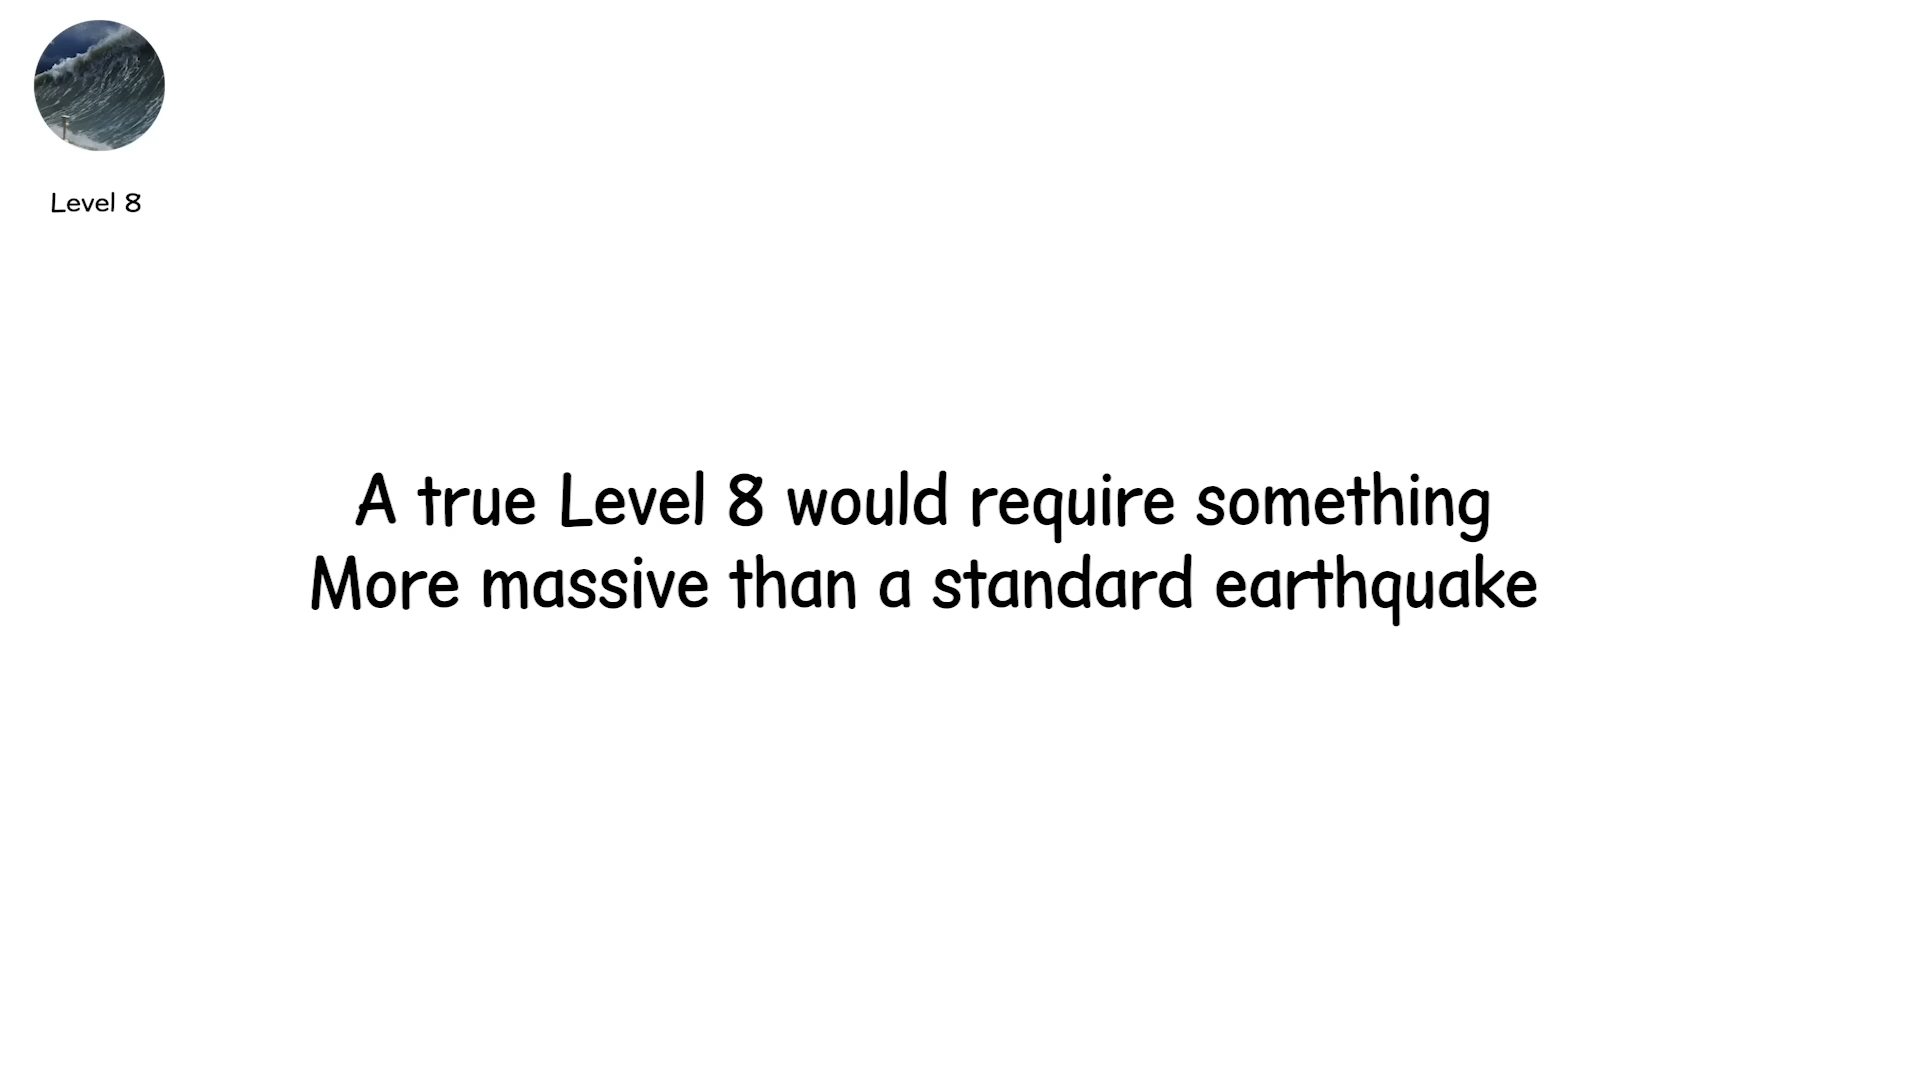 Level 8
A true Level 8 would require something
More massive than a standard earthquake